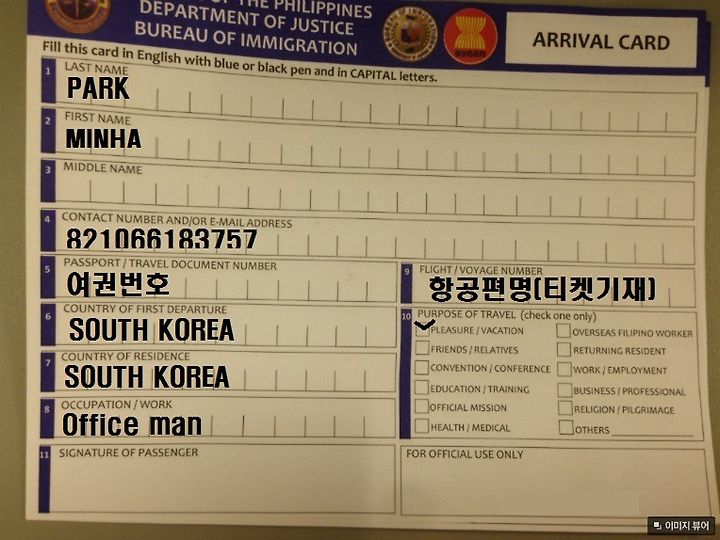 OF THE PHILIPPINES
DEPARTMENT OF JUSTICE
BUREAU OF IMMIGRATION
asean
ARRIVAL CARD
Fill this card in English with blue or black pen and in CAPITAL letters.
1 LAST NAME
PARK
2 FIRST NAME
MINHA
3 MIDDLE NAME
4 CONTACT NUMBER AND/OR E-MAIL ADDRESS
821066183757
5 PASSPORT / TRAVEL DOCUMENT NUMBER
여권번호
6 COUNTRY OF FIRST DEPARTURE
SOUTH KOREA
7 COUNTRY OF RESIDENCE
SOUTH KOREA
8 OCCUPATION / WORK
Office man
9 FLIGHT / VOYAGE NUMBER
항공편명(티켓기재)
10 PURPOSE OF TRAVEL (check one only)
PLEASURE / VACATION
FRIENDS / RELATIVES
CONVENTION / CONFERENCE
EDUCATION / TRAINING
OFFICIAL MISSION
HEALTH / MEDICAL
OVERSEAS FILIPINO WORKER
RETURNING RESIDENT
WORK / EMPLOYMENT
BUSINESS / PROFESSIONAL
RELIGION / PILGRIMAGE
OTHERS
11 SIGNATURE OF PASSENGER
FOR OFFICIAL USE ONLY
이미지 뷰어